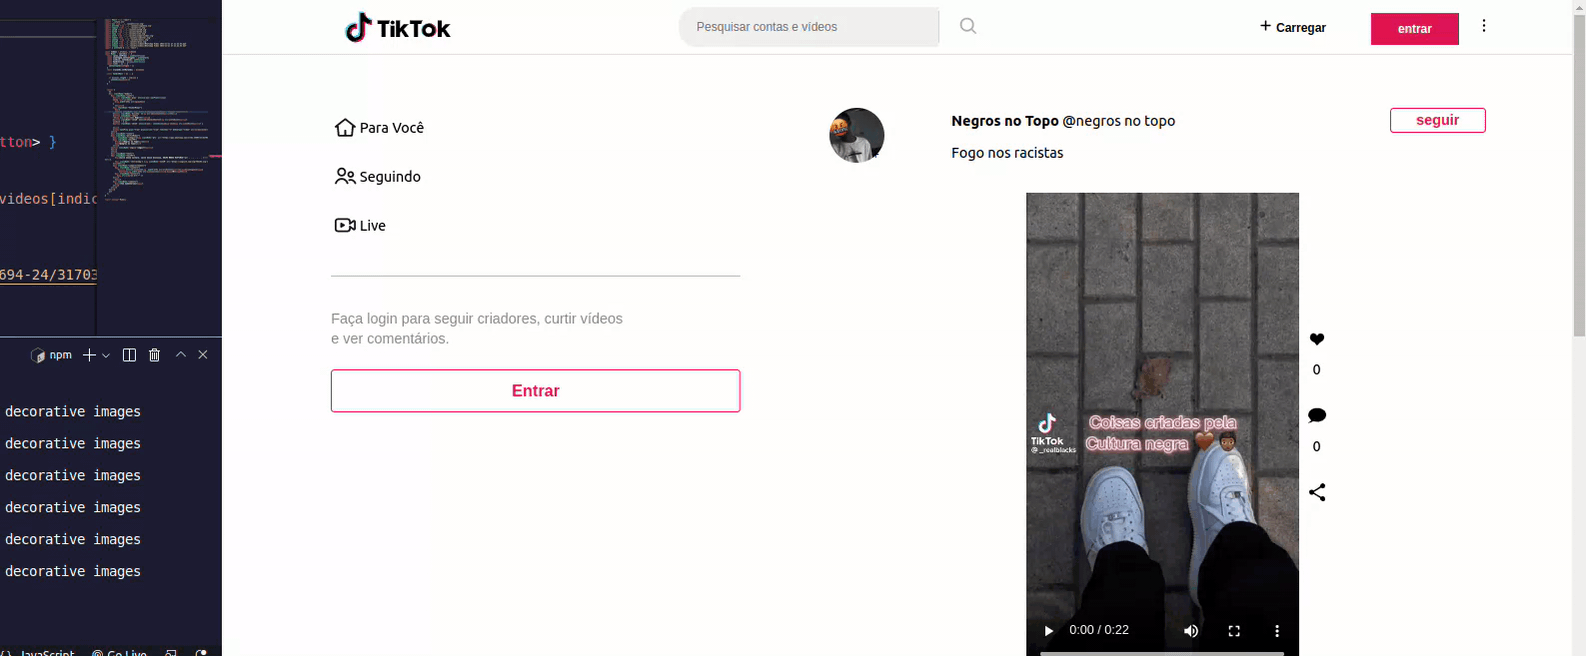 TikTok
Pesquisar contas e vídeos
+ Carregar
entrar
Para Você
Seguindo
Live
Faça login para seguir criadores, curtir vídeos
e ver comentários.
Entrar
Negros no Topo @negros no topo
Fogo nos racistas
seguir
Coisas criadas pela
Cultura negra
TikTok
@_realblacks
0
0
0:00 / 0:22
tton> }
videos[indic
694-24/31703
npm
decorative images
decorative images
decorative images
decorative images
decorative images
decorative images
JavaScript
Go Live